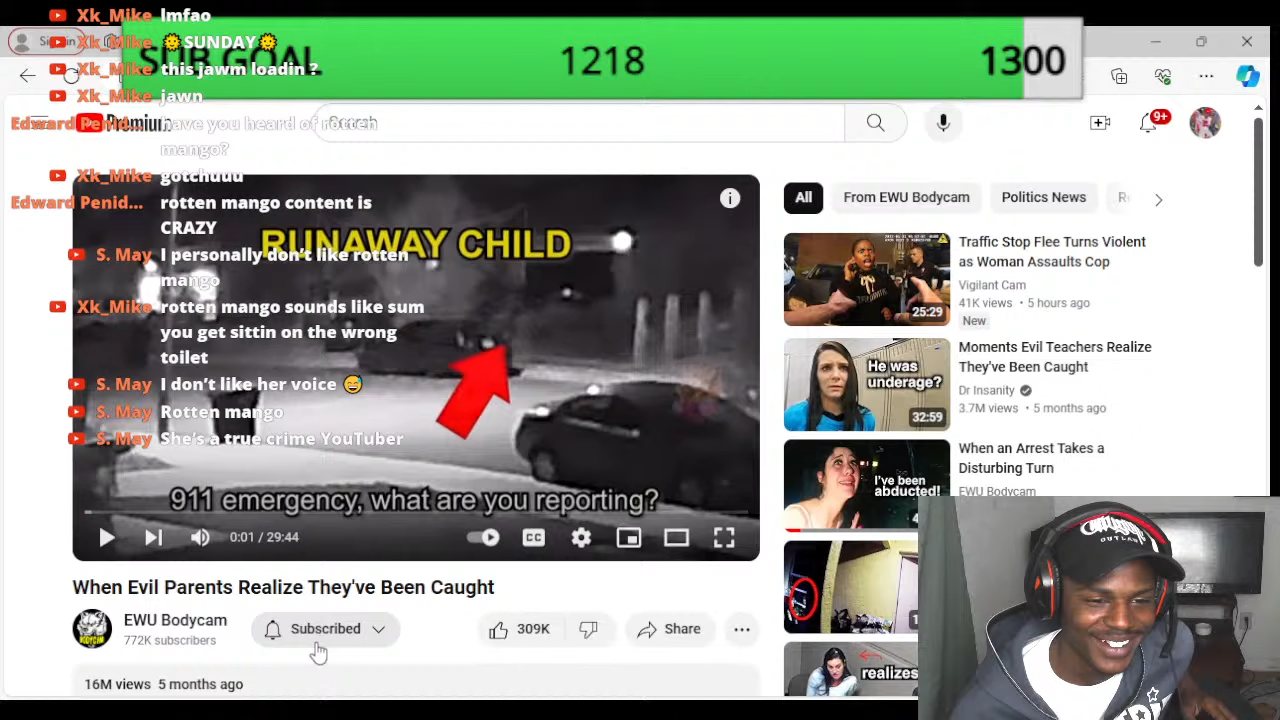 Xk_Mike lmfao
Xk_Mike 🌞SUNDAY🌞
Xk_Mike this jawm loadin ?
Xk_Mike jawn
Edward Penid... have you heard of rotten
mango?
Xk_Mike gotchuuu
Edward Penid... rotten mango content is
CRAZY
S. May I personally don't like rotten
mango
Xk_Mike rotten mango sounds like sum
you get sittin on the wrong
toilet
S. May I don't like her voice 😅
S. May Rotten mango
S. May She's a true crime YouTuber
SUB GOAL 1218 1300
Premium
Search
9+
RUNAWAY CHILD
911 emergency, what are you reporting?
0:01 / 29:44
CC
When Evil Parents Realize They've Been Caught
EWU Bodycam
772K subscribers
Subscribed
309K
Share
16M views 5 months ago
All
From EWU Bodycam
Politics News
Traffic Stop Flee Turns Violent
as Woman Assaults Cop
Vigilant Cam
41K views • 5 hours ago
New
25:29
He was
underage?
32:59
Moments Evil Teachers Realize
They've Been Caught
Dr Insanity
3.7M views • 5 months ago
I've been
abducted!
When an Arrest Takes a
Disturbing Turn
EWU Bodycam
realizes